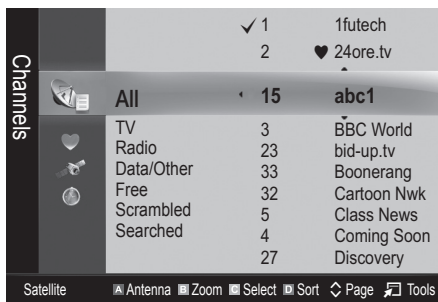 Channels
✓ 1 1futech
2 ♥ 24ore.tv
All 15 abc1
TV 3 BBC World
Radio 23 bid-up.tv
Data/Other 33 Boonerang
Free 32 Cartoon Nwk
Scrambled 5 Class News
Searched 4 Coming Soon
27 Discovery
Satellite A Antenna B Zoom C Select D Sort Page Tools